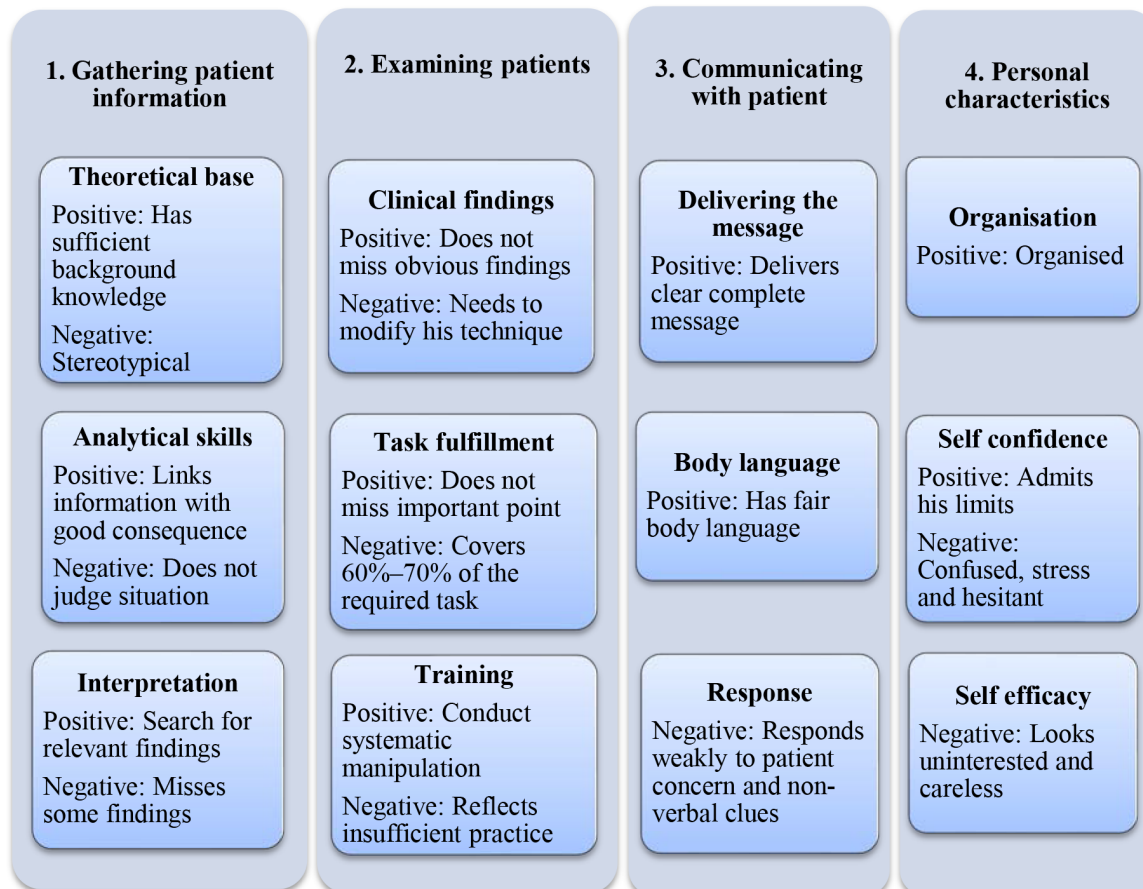 1. Gathering patient
information
Theoretical base
Positive: Has
sufficient
background
knowledge
Negative:
Stereotypical
Analytical skills
Positive: Links
information with
good consequence
Negative: Does not
judge situation
Interpretation
Positive: Search for
relevant findings
Negative: Misses
some findings
2. Examining patients
Clinical findings
Positive: Does not
miss obvious findings
Negative: Needs to
modify his technique
Task fulfillment
Positive: Does not
miss important point
Negative: Covers
60%–70% of the
required task
Training
Positive: Conduct
systematic
manipulation
Negative: Reflects
insufficient practice
3. Communicating
with patient
Delivering the
message
Positive: Delivers
clear complete
message
Body language
Positive: Has fair
body language
Response
Negative: Responds
weakly to patient
concern and non-
verbal clues
4. Personal
characteristics
Organisation
Positive: Organised
Self confidence
Positive: Admits
his limits
Negative:
Confused, stress
and hesitant
Self efficacy
Negative: Looks
uninterested and
careless